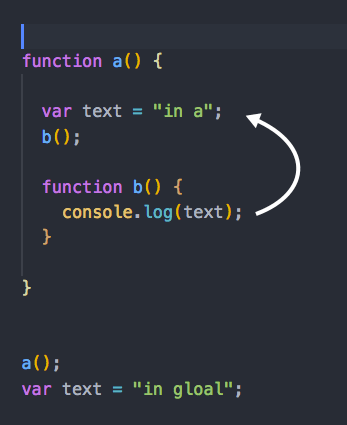 function a() {
var text = "in a";
b();
function b() {
console.log(text);
}
}
a();
var text = "in gloal";